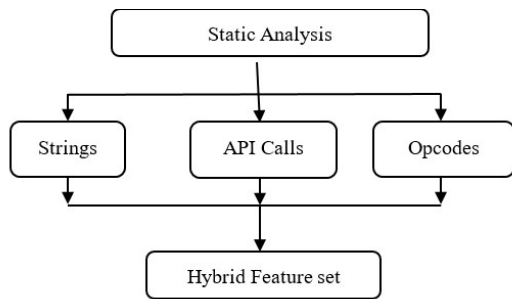 Static Analysis
Strings
API Calls
Opcodes
Hybrid Feature set